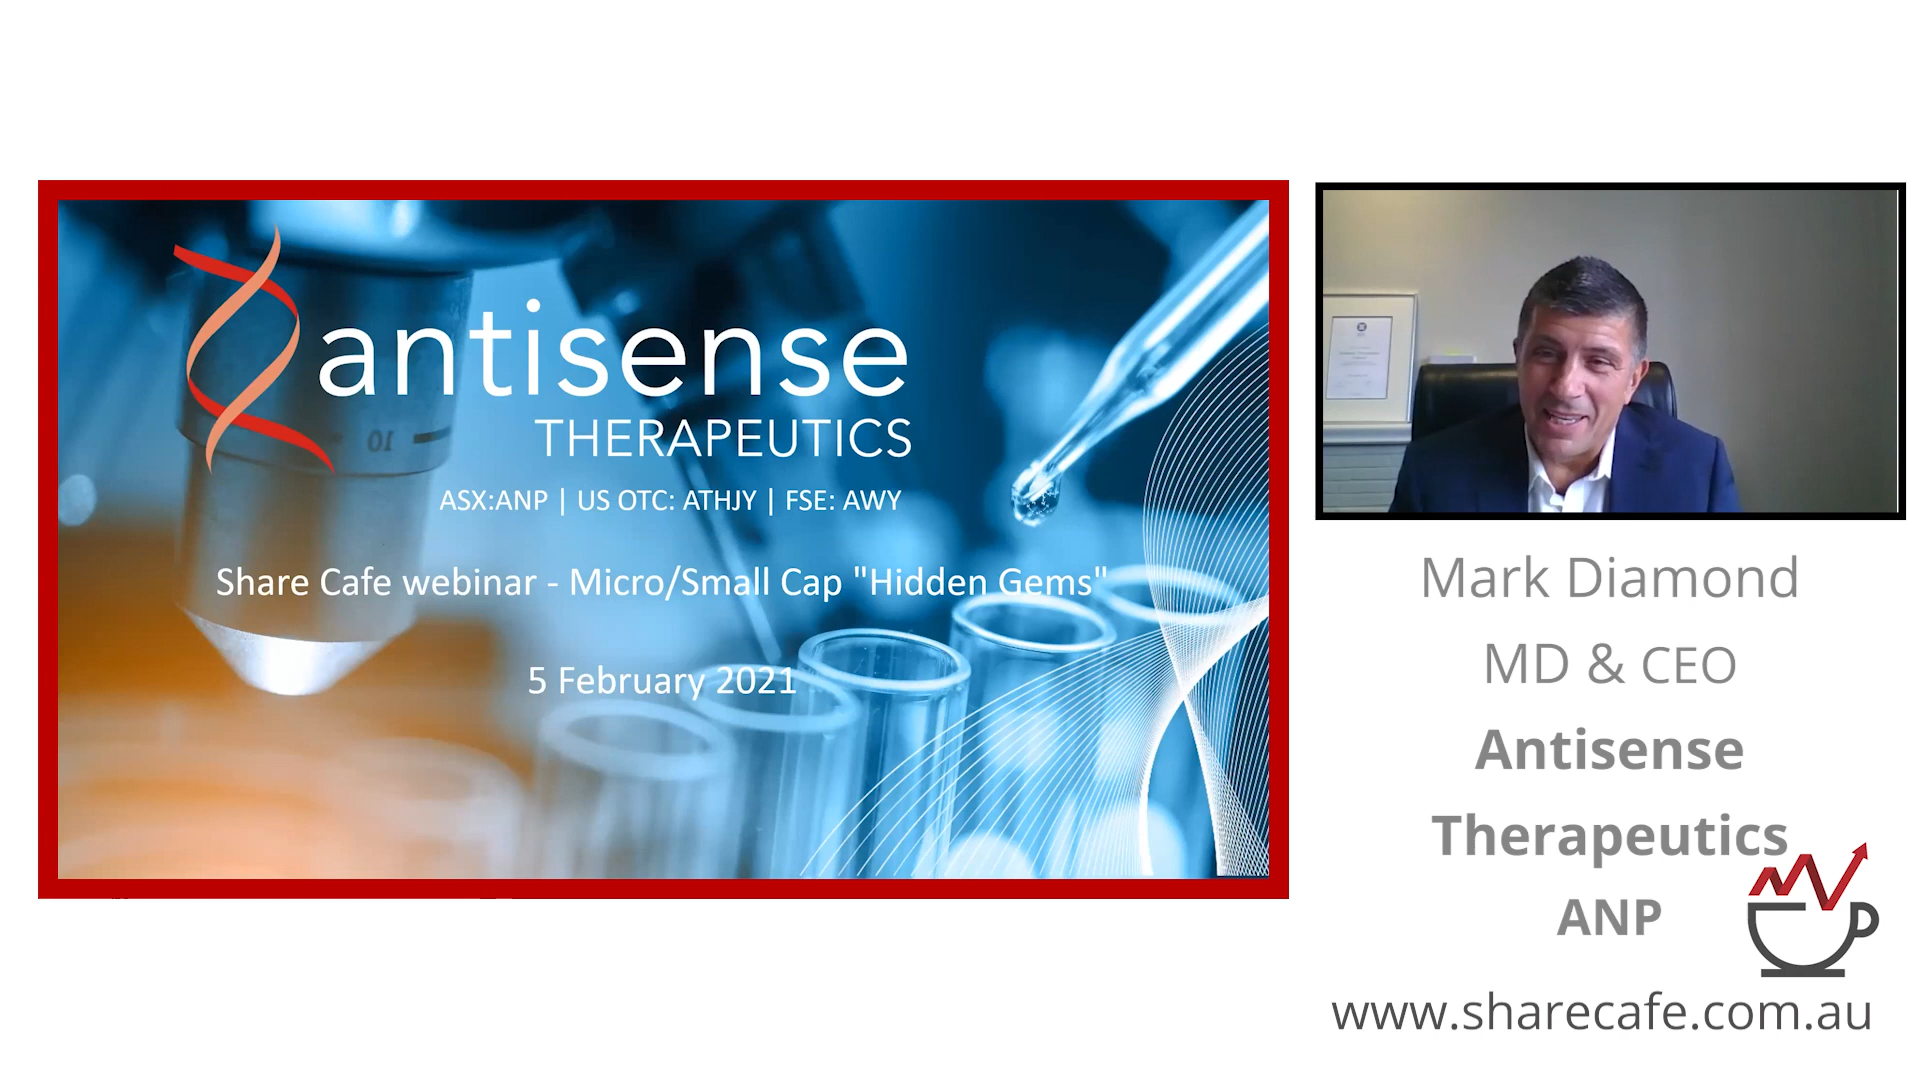 antisense
THERAPEUTICS
ASX:ANP | US OTC: ATHJY | FSE: AWY
Share Cafe webinar - Micro/Small Cap "Hidden Gems"
5 February 2021
10
Mark Diamond
MD & CEO
Antisense
Therapeutics
ANP
www.sharecafe.com.au